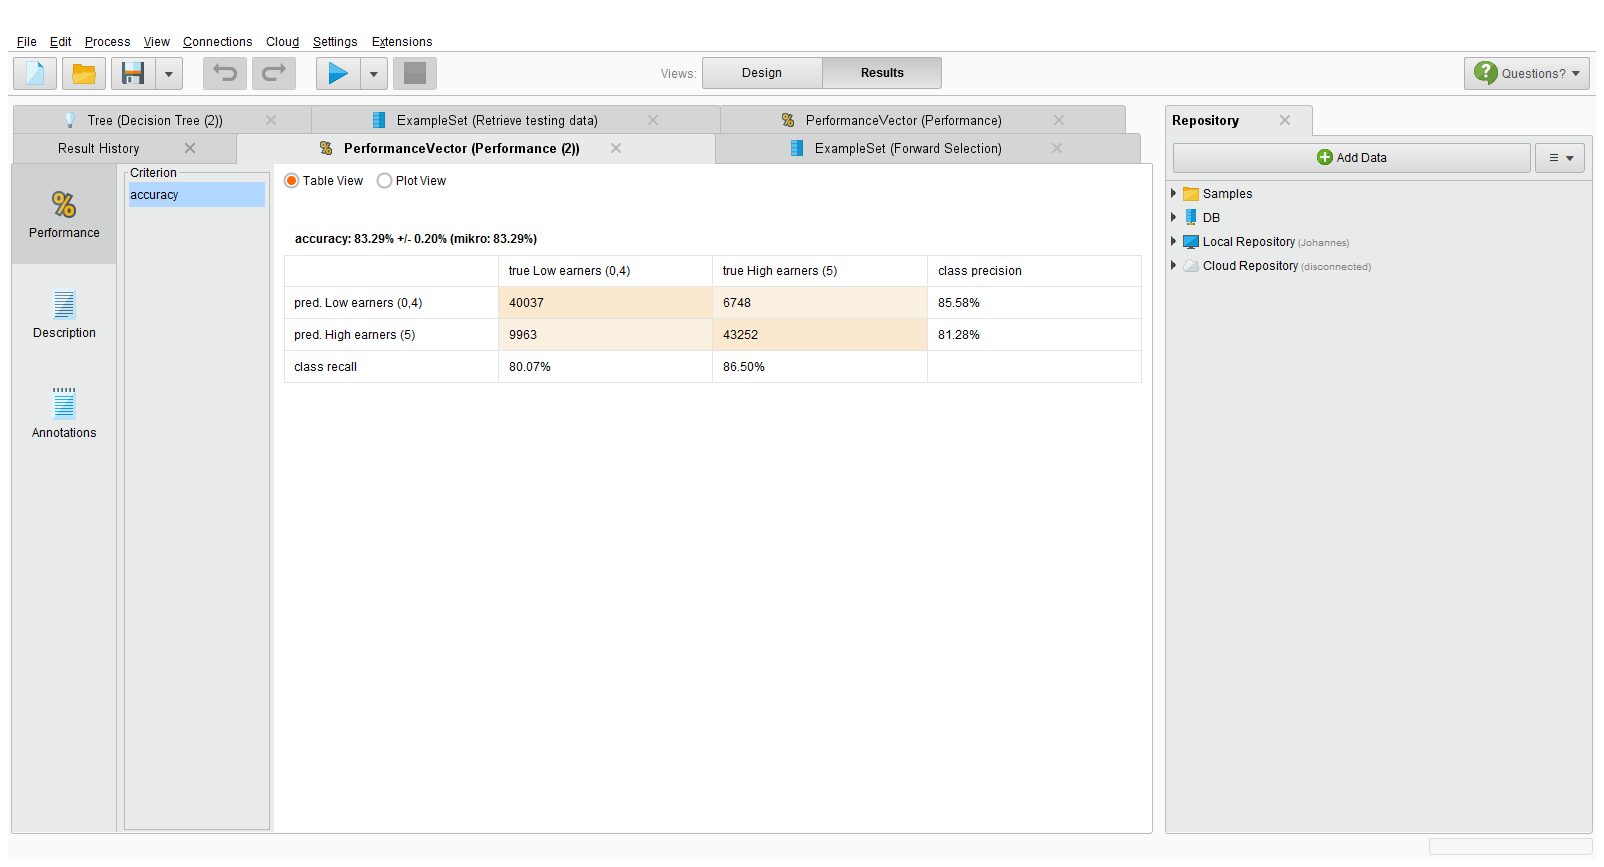 File Edit Process View Connections Cloud Settings Extensions
Views: Design Results Questions?
Tree (Decision Tree (2)) ExampleSet (Retrieve testing data) PerformanceVector (Performance)
Result History PerformanceVector (Performance (2)) ExampleSet (Forward Selection)
Performance
Description
Annotations
Criterion
accuracy
Table View Plot View
accuracy: 83.29% +/- 0.20% (mikro: 83.29%)
true Low earners (0,4) true High earners (5) class precision
pred. Low earners (0,4) 40037 6748 85.58%
pred. High earners (5) 9963 43252 81.28%
class recall 80.07% 86.50%
Repository
Add Data
Samples
DB
Local Repository (Johannes)
Cloud Repository (disconnected)